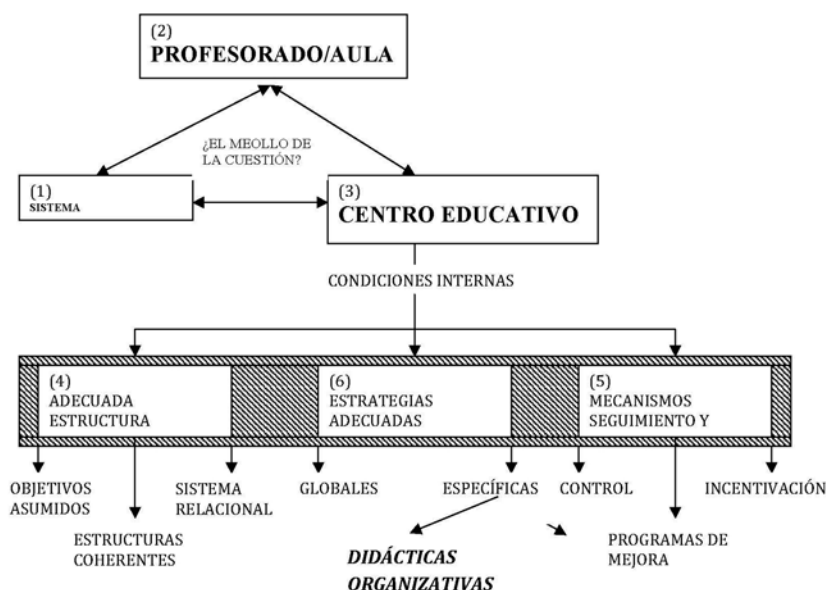 (2)
PROFESORADO/AULA
¿EL MEOLLO DE
LA CUESTIÓN?
(1)
SISTEMA
(3)
CENTRO EDUCATIVO
CONDICIONES INTERNAS
(4)
ADECUADA
ESTRUCTURA
(6)
ESTRATEGIAS
ADECUADAS
(5)
MECANISMOS
SEGUIMIENTO Y
OBJETIVOS
ASUMIDOS
SISTEMA
RELACIONAL
GLOBALES
ESPECÍFICAS
CONTROL
INCENTIVACIÓN
ESTRUCTURAS
COHERENTES
DIDÁCTICAS
ORGANIZATIVAS
PROGRAMAS DE
MEJORA